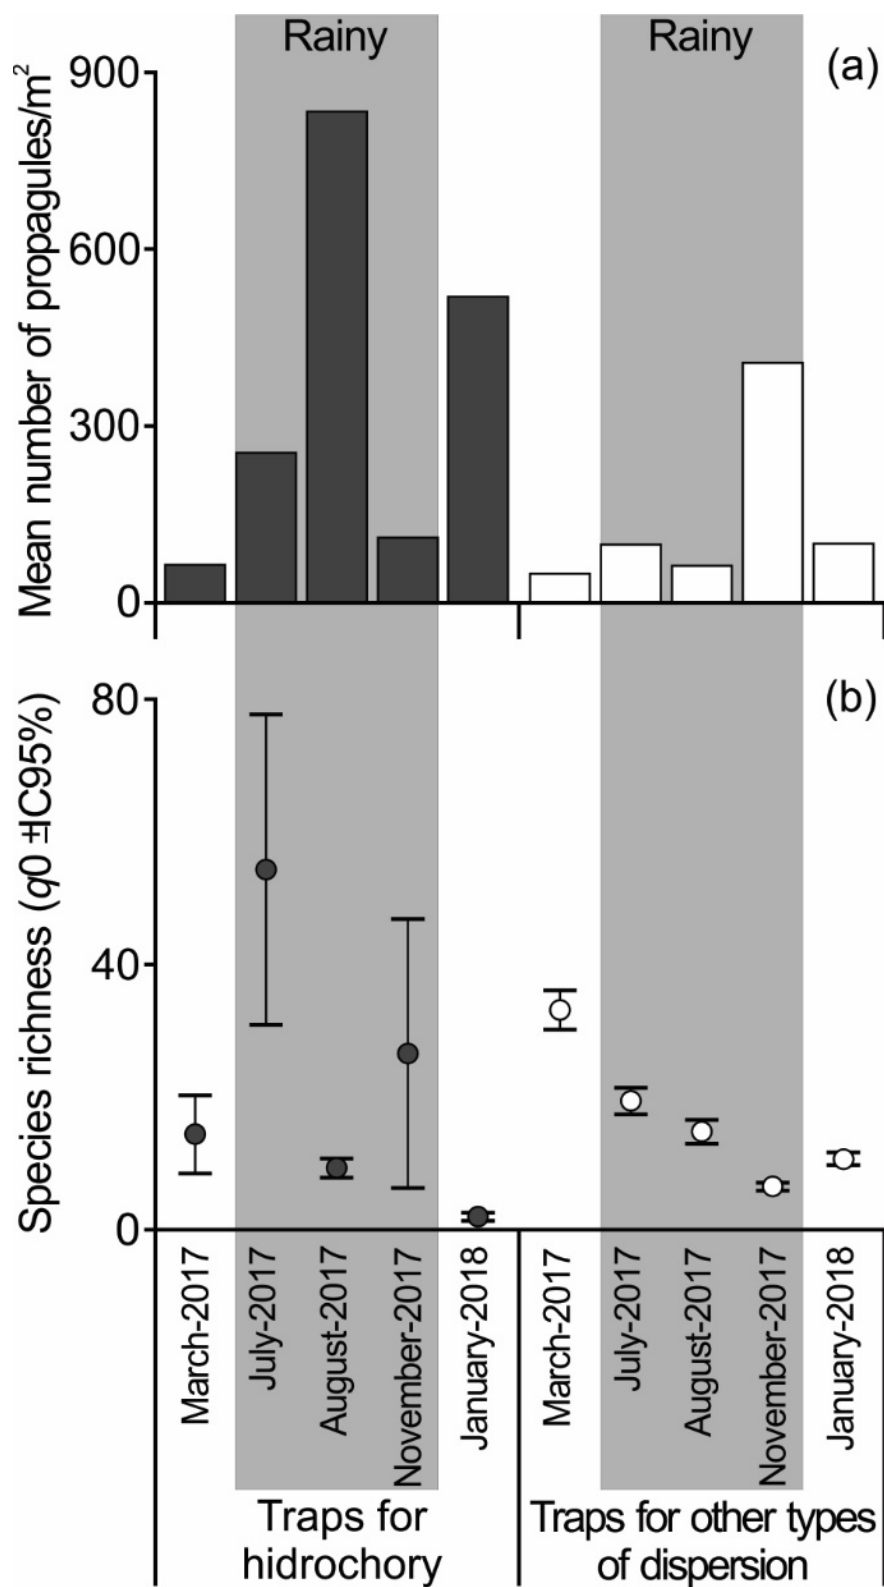 Rainy
Rainy
(a)
Mean number of propagules/m²
900
600
300
0
(b)
Species richness (q0 ±IC95%)
80
40
0
March-2017
July-2017
August-2017
November-2017
January-2018
March-2017
July-2017
August-2017
November-2017
January-2018
Traps for
hidrochory
Traps for other types
of dispersion